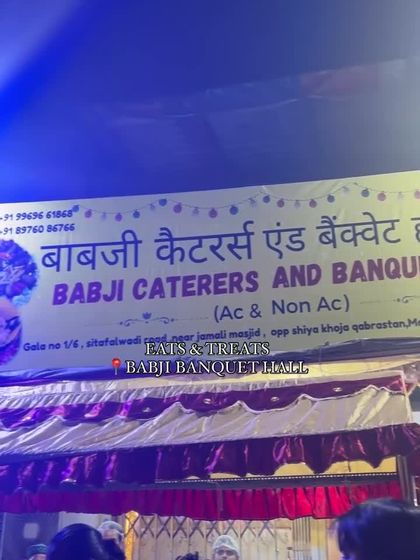 +91 99696 61868
+91 89760 86766
बाबजी कैटरर्स एंड बैंक्वेट
BABJI CATERERS AND BANQU
(Ac & Non Ac)
Gala no 1/6 , sitafalwadi road, near jamali masjid , opp shiya khoja qabrastan,
EATS & TREATS
📍BABJI BANQUET HALL